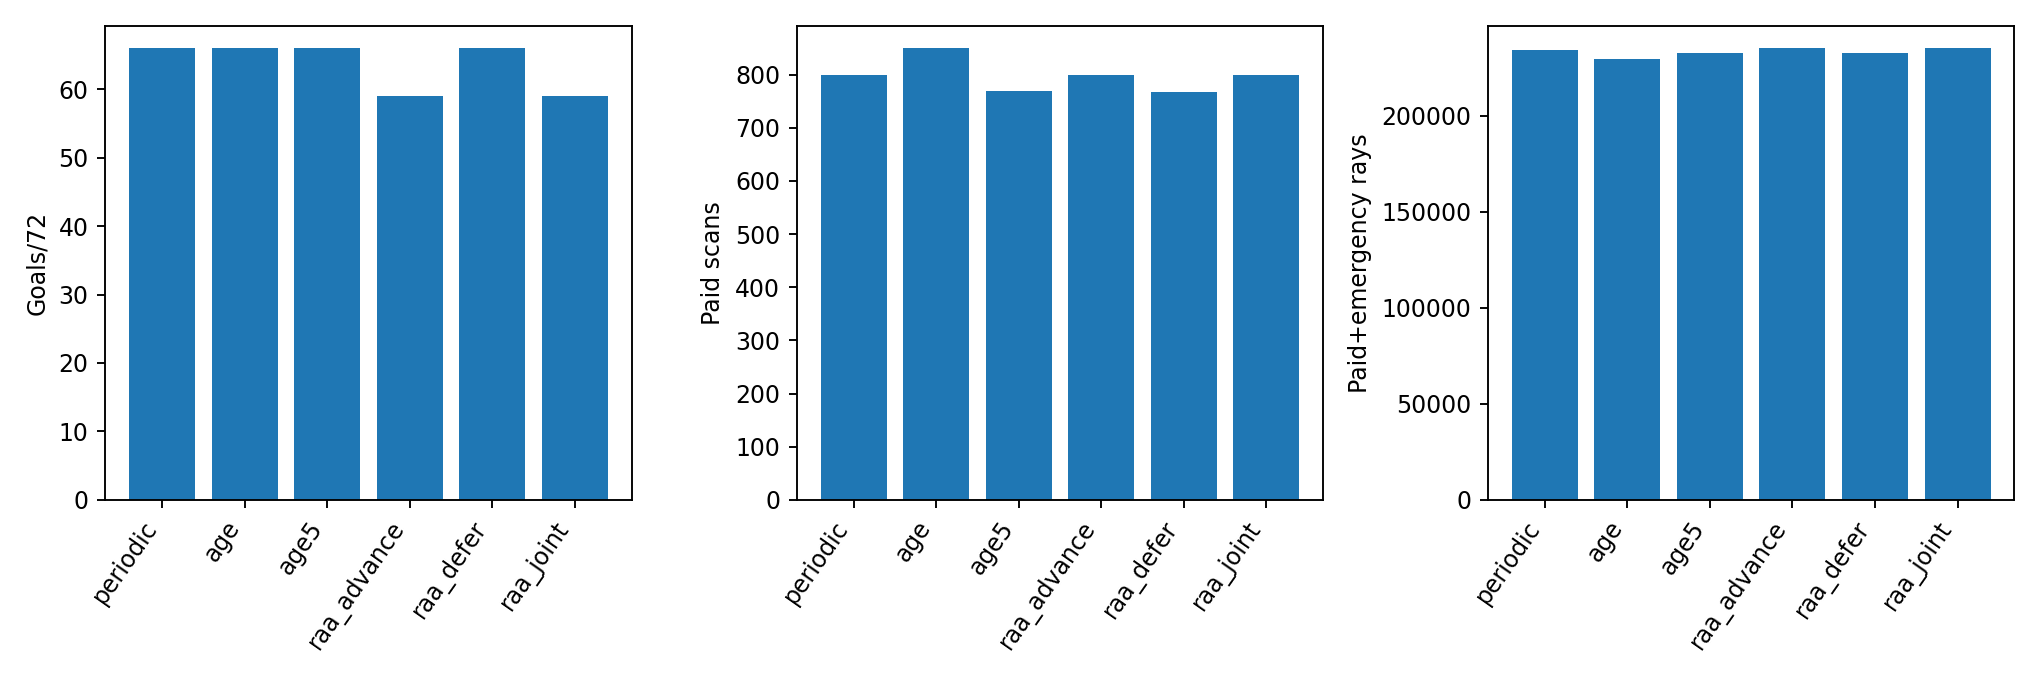 Goals/72
60
50
40
30
20
10
0
periodic
age
age5
raa_advance
raa_defer
raa_joint
Paid scans
800
700
600
500
400
300
200
100
0
periodic
age
age5
raa_advance
raa_defer
raa_joint
Paid+emergency rays
200000
150000
100000
50000
0
periodic
age
age5
raa_advance
raa_defer
raa_joint